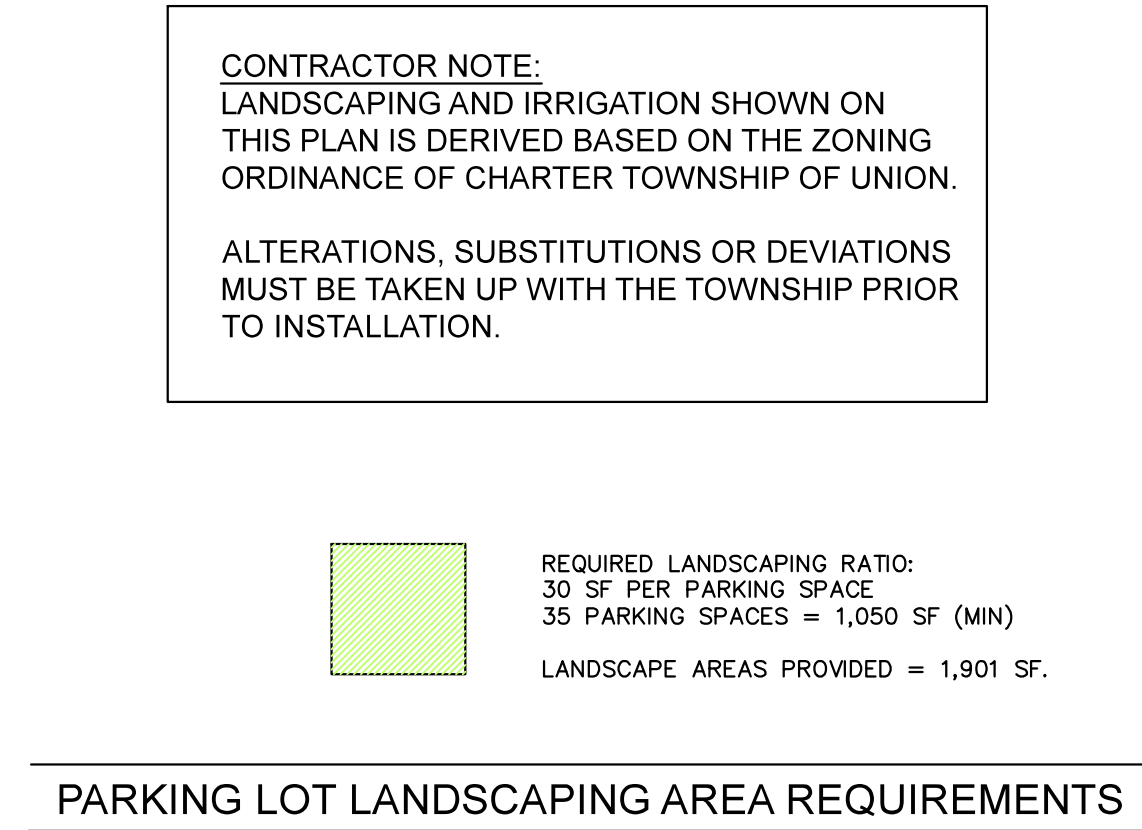 CONTRACTOR NOTE:
LANDSCAPING AND IRRIGATION SHOWN ON
THIS PLAN IS DERIVED BASED ON THE ZONING
ORDINANCE OF CHARTER TOWNSHIP OF UNION.
ALTERATIONS, SUBSTITUTIONS OR DEVIATIONS
MUST BE TAKEN UP WITH THE TOWNSHIP PRIOR
TO INSTALLATION.
REQUIRED LANDSCAPING RATIO:
30 SF PER PARKING SPACE
35 PARKING SPACES = 1,050 SF (MIN)
LANDSCAPE AREAS PROVIDED = 1,901 SF.
PARKING LOT LANDSCAPING AREA REQUIREMENTS